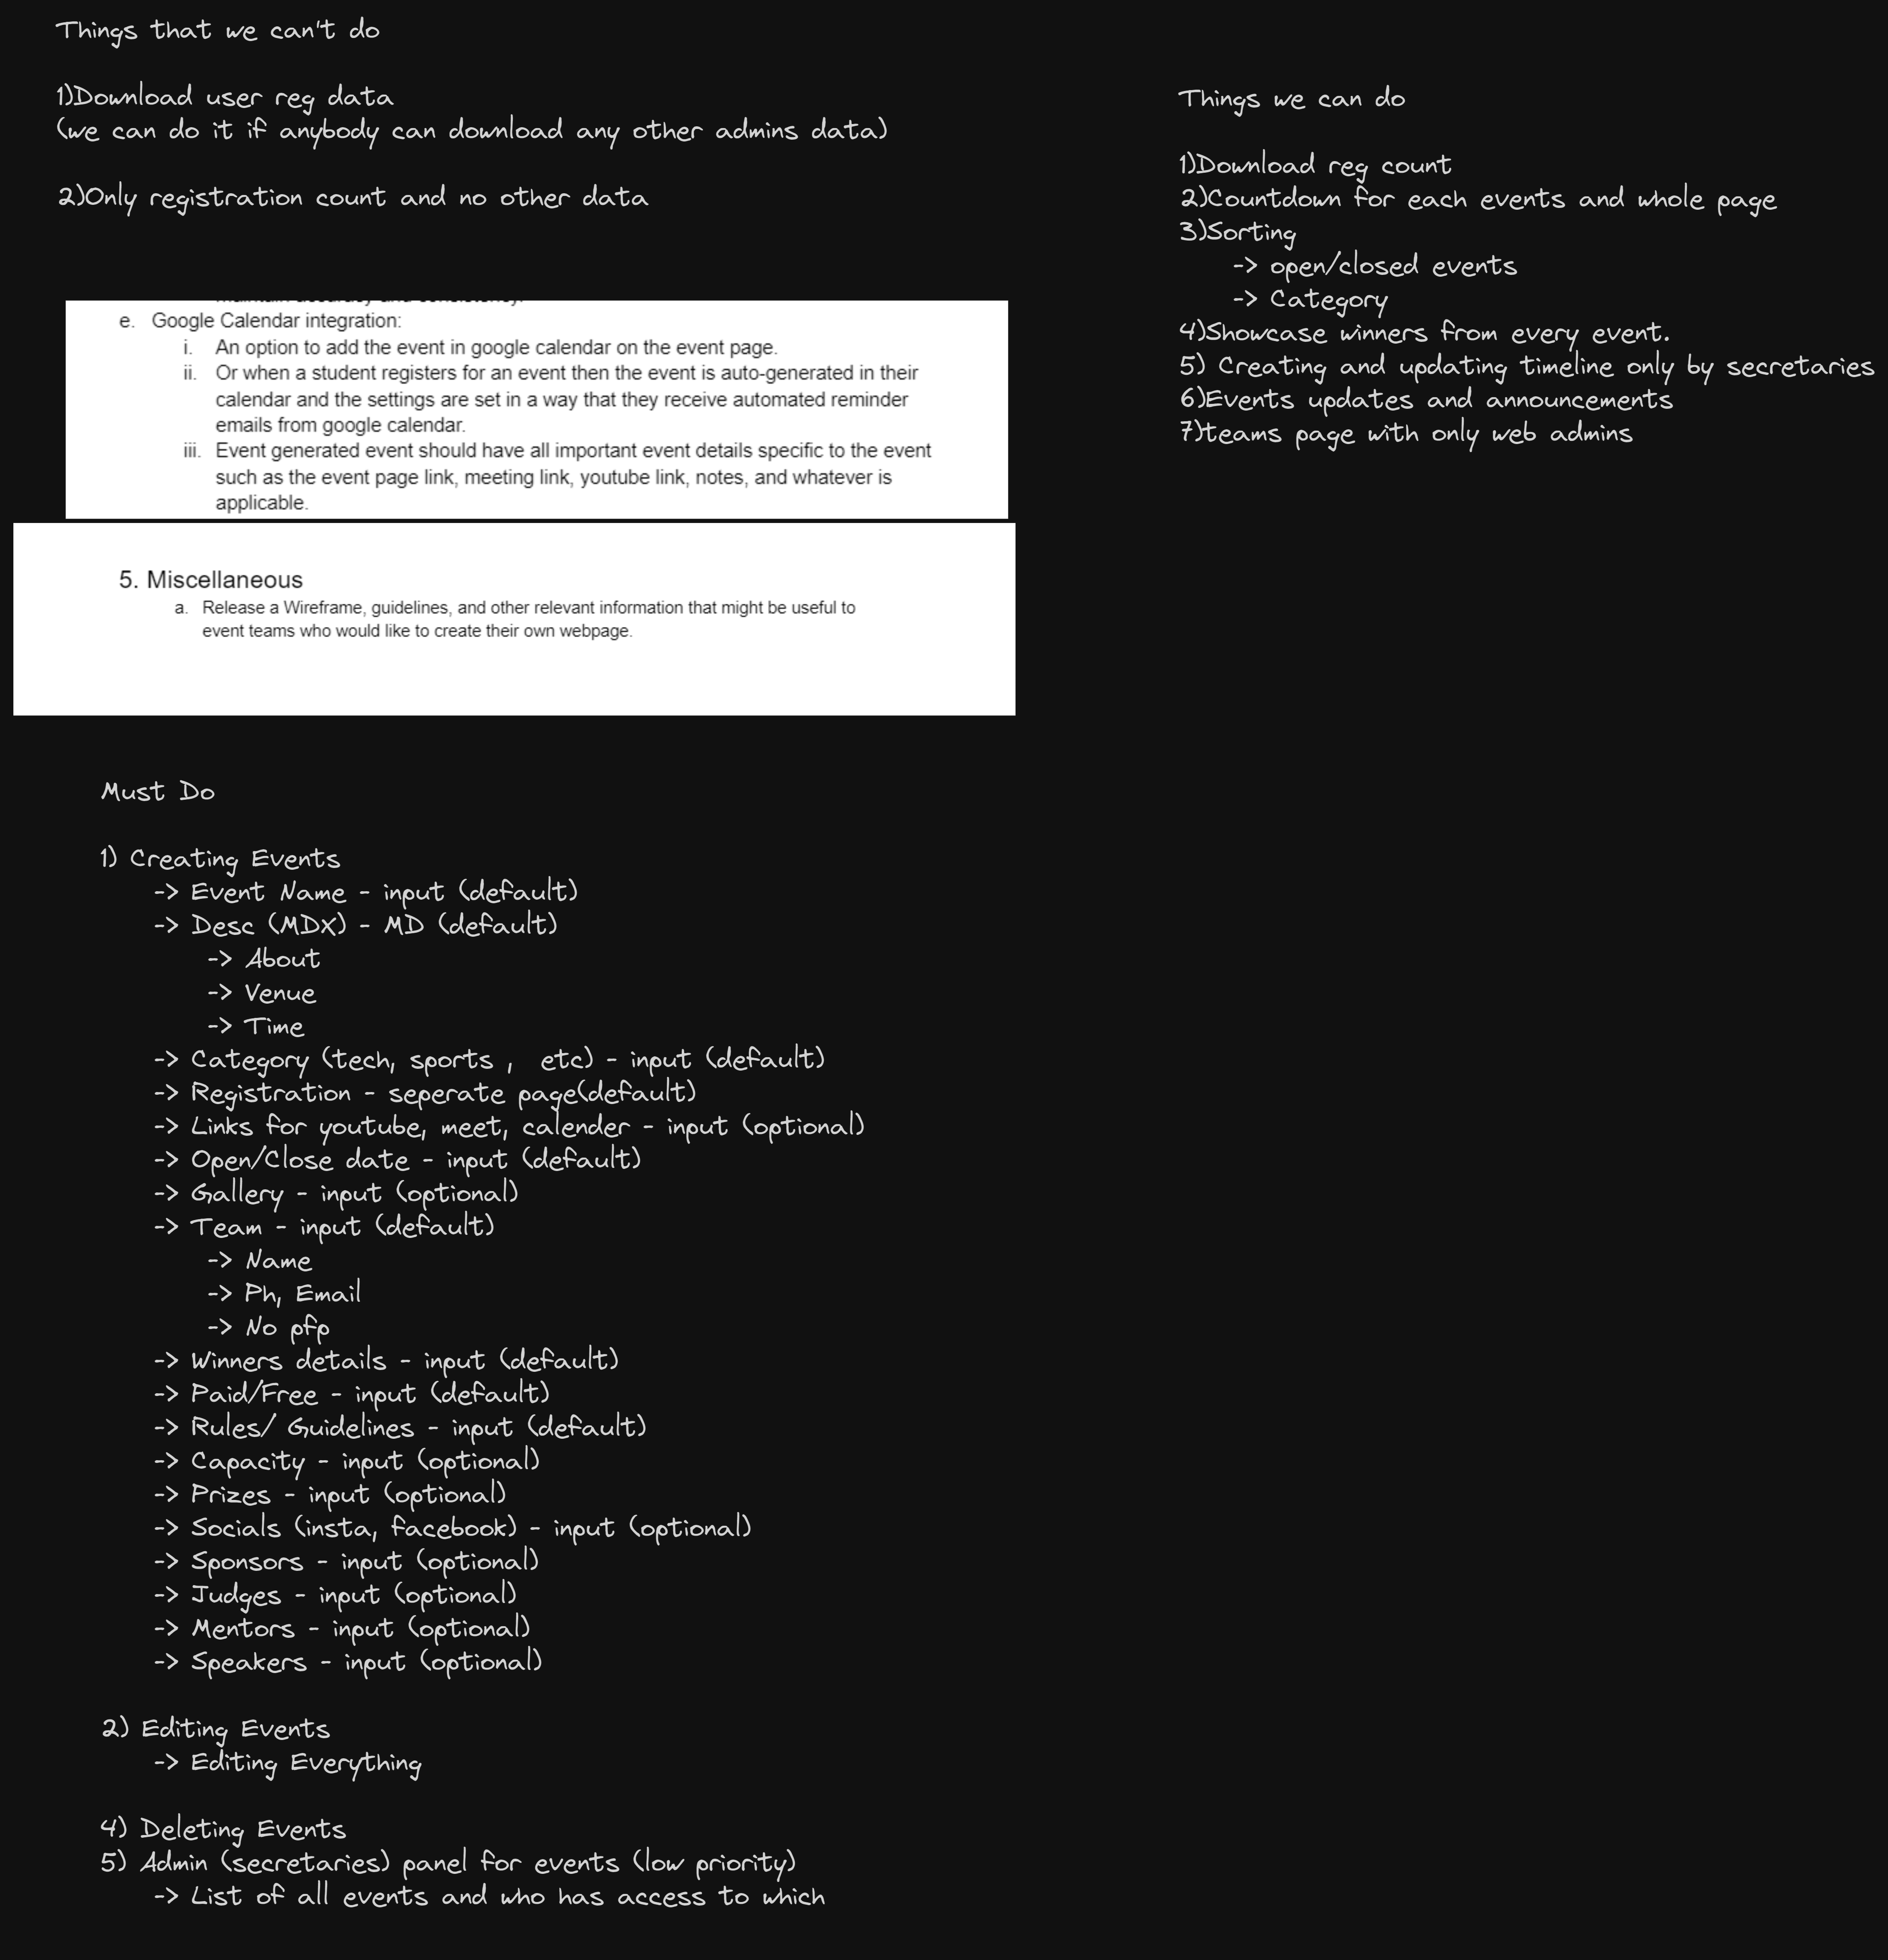 Things that we can't do
1)Download user reg data
(we can do it if anybody can download any other admins data)
2)Only registration count and no other data
e. Google Calendar integration:
i. An option to add the event in google calendar on the event page.
ii. Or when a student registers for an event then the event is auto-generated in their
calendar and the settings are set in a way that they receive automated reminder
emails from google calendar.
iii. Event generated event should have all important event details specific to the event
such as the event page link, meeting link, youtube link, notes, and whatever is
applicable.
5. Miscellaneous
a. Release a Wireframe, guidelines, and other relevant information that might be useful to
event teams who would like to create their own webpage.
Things we can do
1)Download reg count
2)Countdown for each events and whole page
3)Sorting
-> open/closed events
-> Category
4)Showcase winners from every event.
5) Creating and updating timeline only by secretaries
6)Events updates and announcements
7)teams page with only web admins
Must Do
1) Creating Events
-> Event Name - input (default)
-> Desc (MDX) - MD (default)
-> About
-> Venue
-> Time
-> Category (tech, sports , etc) - input (default)
-> Registration - seperate page(default)
-> Links for youtube, meet, calender - input (optional)
-> Open/Close date - input (default)
-> Gallery - input (optional)
-> Team - input (default)
-> Name
-> Ph, Email
-> No pfp
-> Winners details - input (default)
-> Paid/Free - input (default)
-> Rules/ Guidelines - input (default)
-> Capacity - input (optional)
-> Prizes - input (optional)
-> Socials (insta, facebook) - input (optional)
-> Sponsors - input (optional)
-> Judges - input (optional)
-> Mentors - input (optional)
-> Speakers - input (optional)
2) Editing Events
-> Editing Everything
4) Deleting Events
5) Admin (secretaries) panel for events (low priority)
-> List of all events and who has access to which